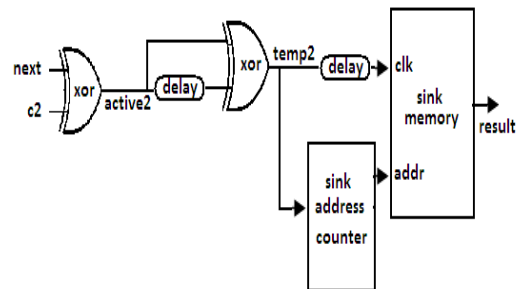 next
c2
xor
active2
delay
xor
temp2
delay
clk
sink
memory
addr
result
sink
address
counter